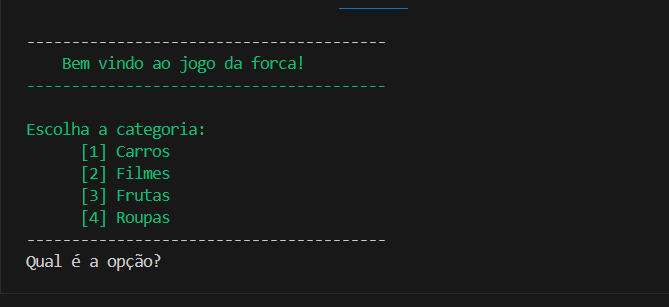 ----------------------------------------
Bem vindo ao jogo da forca!
----------------------------------------
Escolha a categoria:
[1] Carros
[2] Filmes
[3] Frutas
[4] Roupas
----------------------------------------
Qual é a opção?